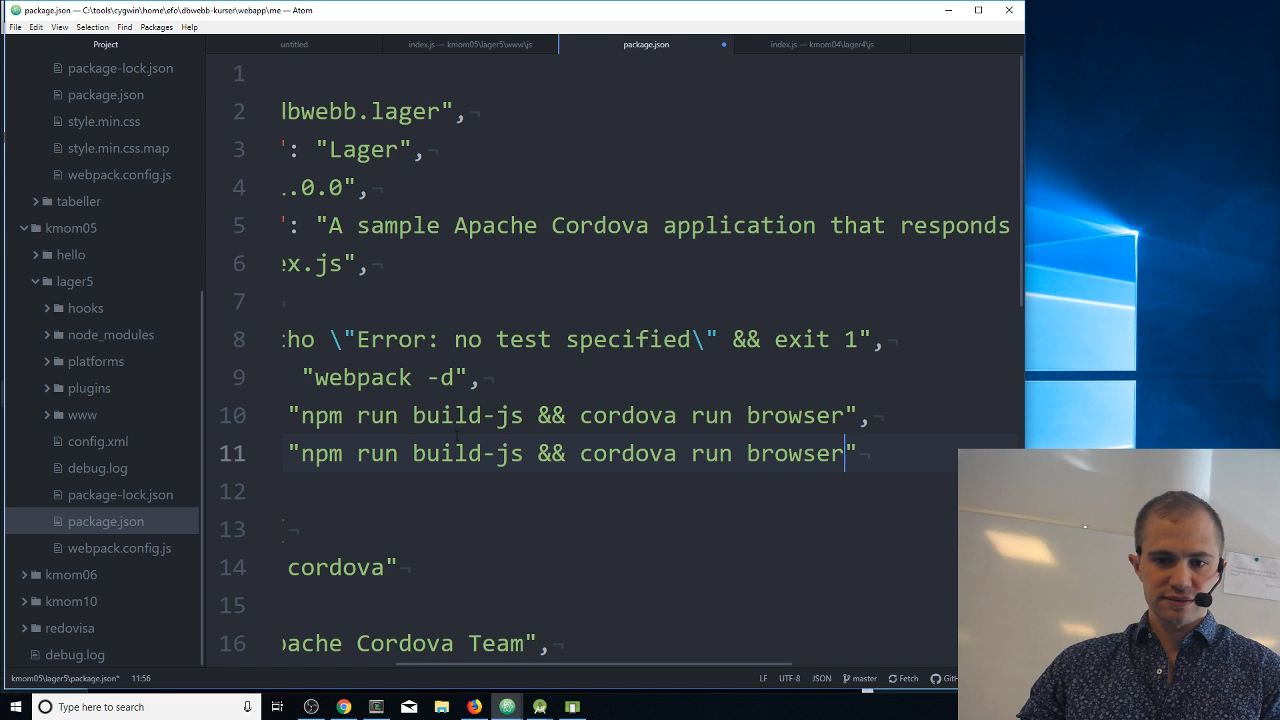 package.json — C:\tools\cygwin\home\efo\dbwebb-kurser\webapp\me — Atom
File Edit View Selection Find Packages Help
Project
untitled
index.js — kmom05\lager5\www\js
package.json
index.js — kmom04\lager4\js
package-lock.json
package.json
style.min.css
style.min.css.map
webpack.config.js
tabeller
kmom05
hello
lager5
hooks
node_modules
platforms
plugins
www
config.xml
debug.log
package-lock.json
package.json
webpack.config.js
kmom06
kmom10
redovisa
debug.log
1
2 dbwebb.lager",¬
3 ": "Lager",¬
4 .0.0",¬
5 ": "A sample Apache Cordova application that responds
6 ex.js",¬
7
8 cho \"Error: no test specified\" && exit 1",¬
9 "webpack -d",¬
10 "npm run build-js && cordova run browser",¬
11 "npm run build-js && cordova run browser"¬
12
13 ¬
14 cordova"¬
15
16 pache Cordova Team",¬
kmom05\lager5\package.json* 11:56
LF UTF-8 JSON master Fetch GitH
Type here to search